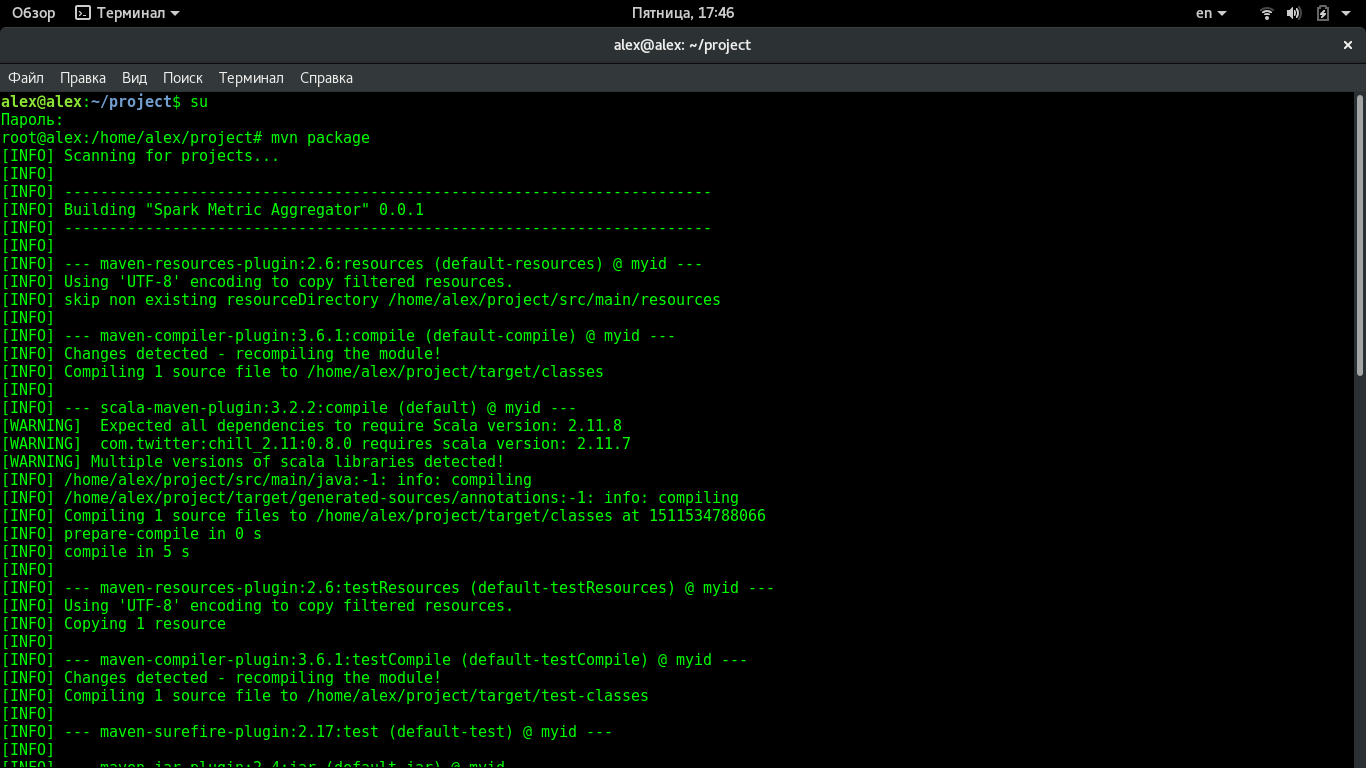 Обзор Терминал Пятница, 17:46 en
alex@alex: ~/project ×
Файл Правка Вид Поиск Терминал Справка
alex@alex:~/project$ su
Пароль:
root@alex:/home/alex/project# mvn package
[INFO] Scanning for projects...
[INFO]
[INFO] ------------------------------------------------------------------------
[INFO] Building "Spark Metric Aggregator" 0.0.1
[INFO] ------------------------------------------------------------------------
[INFO]
[INFO] --- maven-resources-plugin:2.6:resources (default-resources) @ myid ---
[INFO] Using 'UTF-8' encoding to copy filtered resources.
[INFO] skip non existing resourceDirectory /home/alex/project/src/main/resources
[INFO]
[INFO] --- maven-compiler-plugin:3.6.1:compile (default-compile) @ myid ---
[INFO] Changes detected - recompiling the module!
[INFO] Compiling 1 source file to /home/alex/project/target/classes
[INFO]
[INFO] --- scala-maven-plugin:3.2.2:compile (default) @ myid ---
[WARNING]  Expected all dependencies to require Scala version: 2.11.8
[WARNING]  com.twitter:chill_2.11:0.8.0 requires scala version: 2.11.7
[WARNING] Multiple versions of scala libraries detected!
[INFO] /home/alex/project/src/main/java:-1: info: compiling
[INFO] /home/alex/project/target/generated-sources/annotations:-1: info: compiling
[INFO] Compiling 1 source files to /home/alex/project/target/classes at 1511534788066
[INFO] prepare-compile in 0 s
[INFO] compile in 5 s
[INFO]
[INFO] --- maven-resources-plugin:2.6:testResources (default-testResources) @ myid ---
[INFO] Using 'UTF-8' encoding to copy filtered resources.
[INFO] Copying 1 resource
[INFO]
[INFO] --- maven-compiler-plugin:3.6.1:testCompile (default-testCompile) @ myid ---
[INFO] Changes detected - recompiling the module!
[INFO] Compiling 1 source file to /home/alex/project/target/test-classes
[INFO]
[INFO] --- maven-surefire-plugin:2.17:test (default-test) @ myid ---
[INFO]
[INFO] --- maven-jar-plugin:2.4:jar (default-jar) @ myid ---